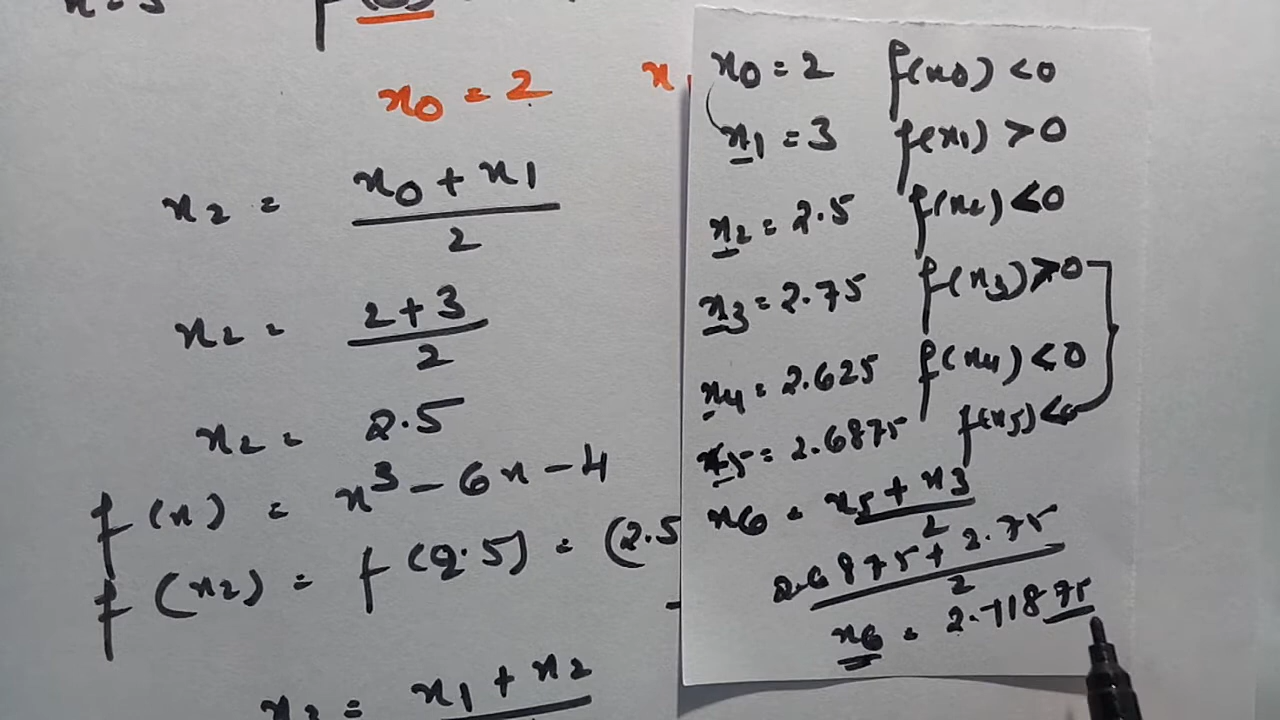 x0 = 2
x2 = x0 + x1 / 2
x2 = 2 + 3 / 2
x2 = 2.5
f(x) = x³ - 6x - 4
f(x2) = f(2.5) = (2.5
x1 + x2
x0 = 2 f(x0) < 0
x1 = 3 f(x1) > 0
x2 = 2.5 f(x2) < 0
x3 = 2.75 f(x3) > 0
x4 = 2.625 f(x4) < 0
x5 = 2.6875 f(x5) < 0
x6 = x5 + x3 / 2
2.6875 + 2.75 / 2
x6 = 2.71875